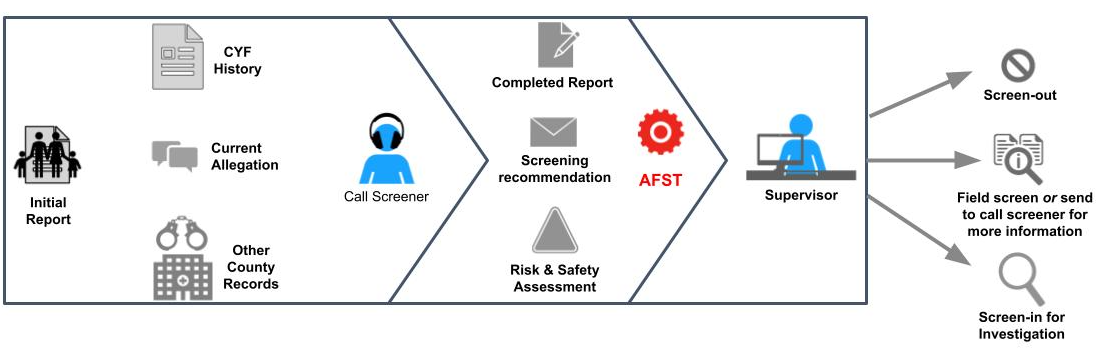 Initial
Report
CYF
History
Current
Allegation
Other
County
Records
Call Screener
Completed Report
Screening
recommendation
Risk & Safety
Assessment
AFST
Supervisor
Screen-out
Field screen or send
to call screener for
more information
Screen-in for
Investigation